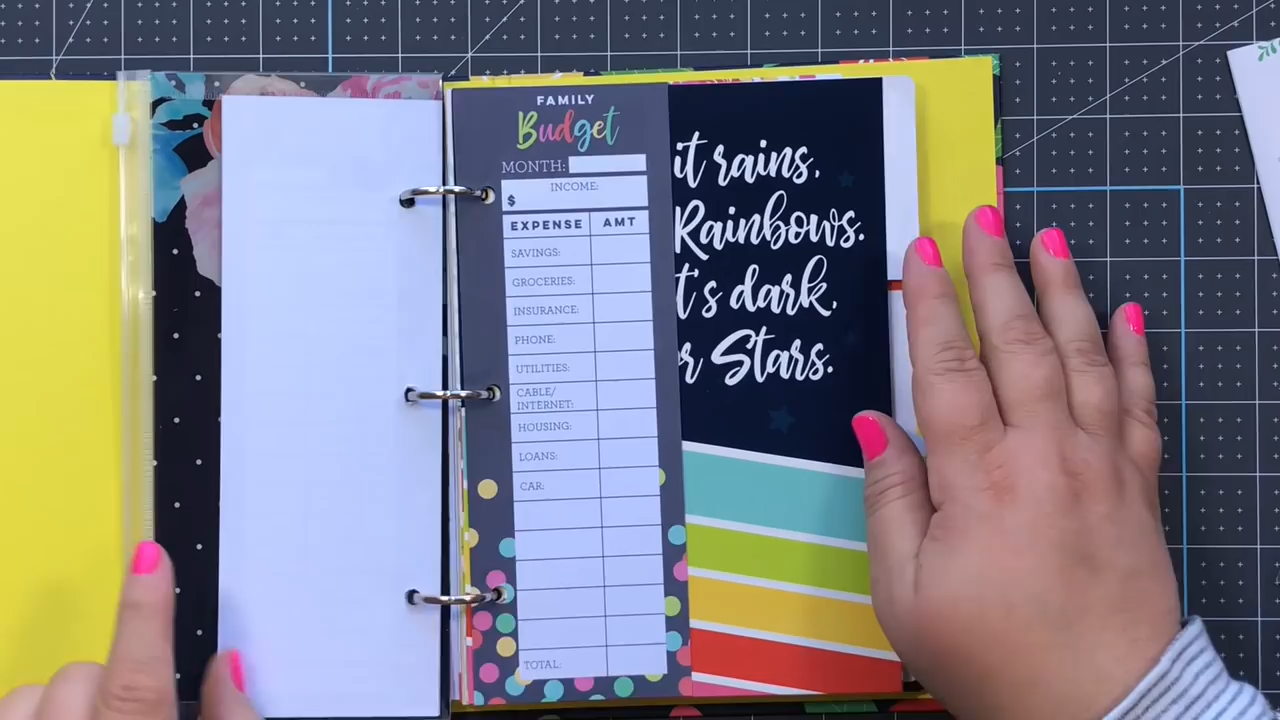 FAMILY
Budget
MONTH:
INCOME:
$
EXPENSE AMT
SAVINGS:
GROCERIES:
INSURANCE:
PHONE:
UTILITIES:
CABLE/
INTERNET:
HOUSING:
LOANS:
CAR:
TOTAL:
it rains,
Rainbows.
t's dark,
r Stars.